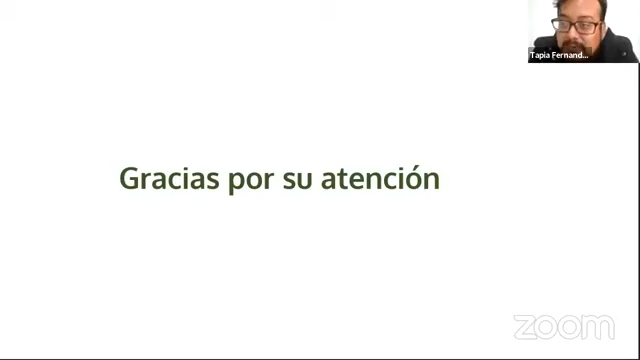 Tapia Fernand...
Gracias por su atención
zoom